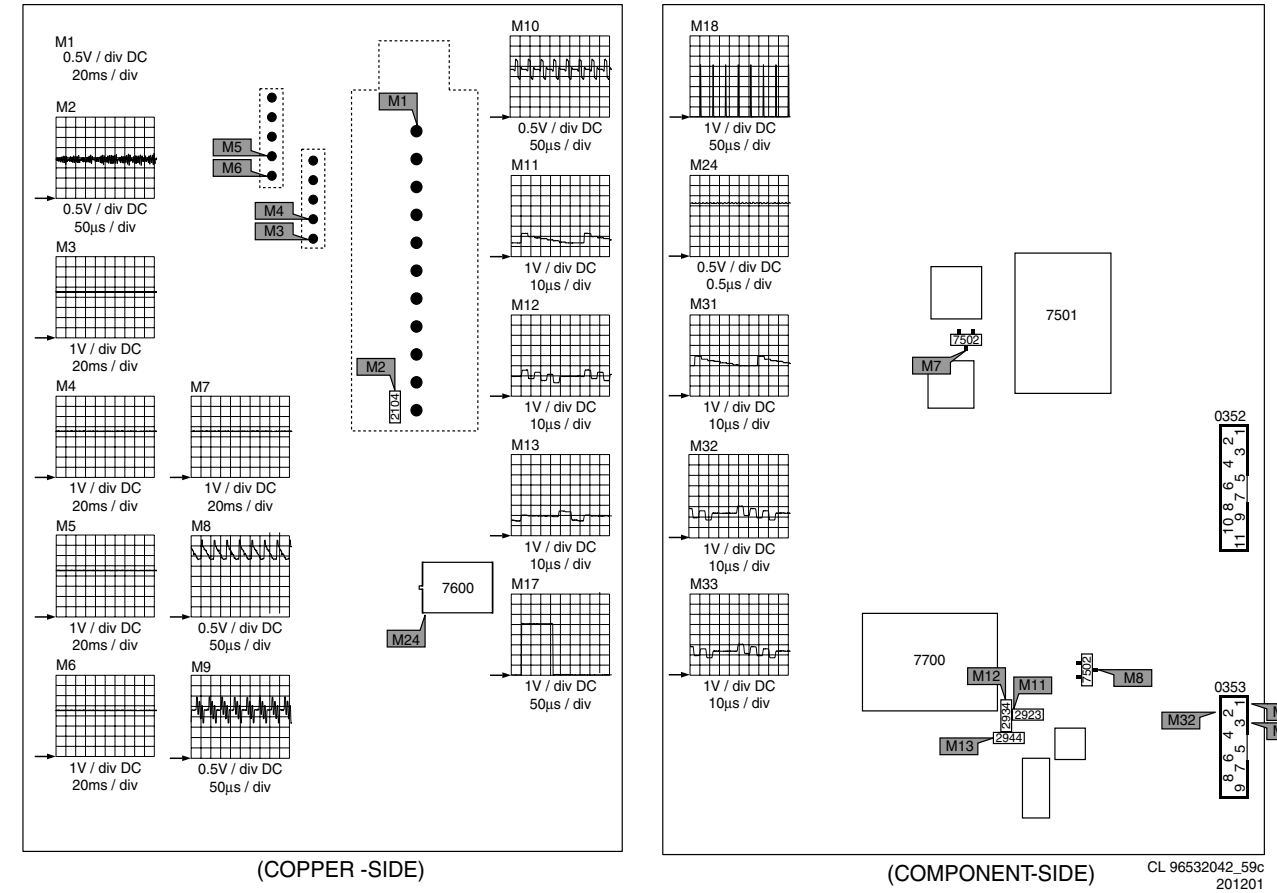 M1
0.5V / div DC
20ms / div
M2
0.5V / div DC
50µs / div
M3
1V / div DC
20ms / div
M4
1V / div DC
20ms / div
M5
1V / div DC
20ms / div
M6
1V / div DC
20ms / div
M7
1V / div DC
20ms / div
M8
0.5V / div DC
50µs / div
M9
0.5V / div DC
50µs / div
M5
M6
M4
M3
M1
M2
2104
7600
M24
M10
0.5V / div DC
50µs / div
M11
1V / div DC
10µs / div
M12
1V / div DC
10µs / div
M13
1V / div DC
10µs / div
M17
1V / div DC
50µs / div
(COPPER -SIDE)
M18
1V / div DC
50µs / div
M24
0.5V / div DC
0.5µs / div
M31
1V / div DC
10µs / div
M32
1V / div DC
10µs / div
M33
1V / div DC
10µs / div
7501
7502
M7
0352
1
2
3
4
5
6
7
8
9
10
11
7700
7502
M8
M12
M11
2934
2923
M13
2944
0353
M32
1
2
3
4
5
6
7
8
9
M
M
(COMPONENT-SIDE)
CL 96532042_59c
201201